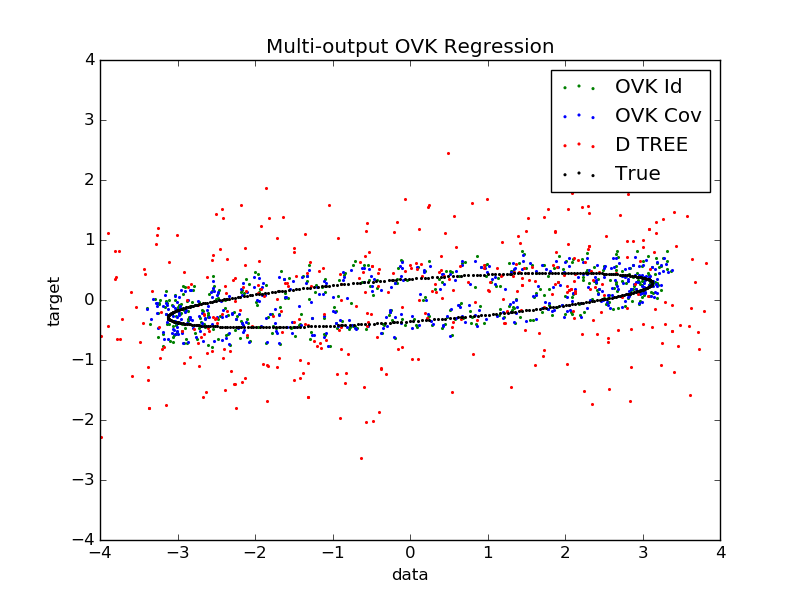 Multi-output OVK Regression
OVK Id
OVK Cov
D TREE
True
4
3
2
1
0
−1
−2
−3
−4
target
−4 −3 −2 −1 0 1 2 3 4
data